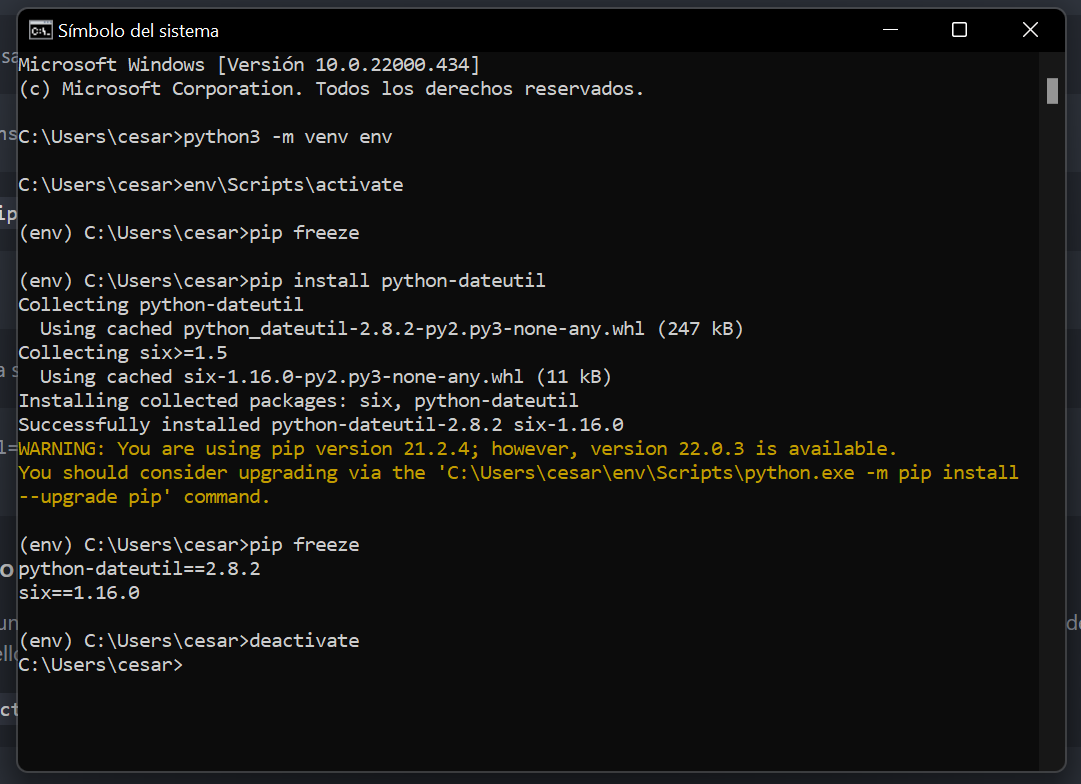 Símbolo del sistema
Microsoft Windows [Versión 10.0.22000.434]
(c) Microsoft Corporation. Todos los derechos reservados.
C:\Users\cesar>python3 -m venv env
C:\Users\cesar>env\Scripts\activate
(env) C:\Users\cesar>pip freeze
(env) C:\Users\cesar>pip install python-dateutil
Collecting python-dateutil
  Using cached python_dateutil-2.8.2-py2.py3-none-any.whl (247 kB)
Collecting six>=1.5
  Using cached six-1.16.0-py2.py3-none-any.whl (11 kB)
Installing collected packages: six, python-dateutil
Successfully installed python-dateutil-2.8.2 six-1.16.0
WARNING: You are using pip version 21.2.4; however, version 22.0.3 is available.
You should consider upgrading via the 'C:\Users\cesar\env\Scripts\python.exe -m pip install
--upgrade pip' command.
(env) C:\Users\cesar>pip freeze
python-dateutil==2.8.2
six==1.16.0
(env) C:\Users\cesar>deactivate
C:\Users\cesar>